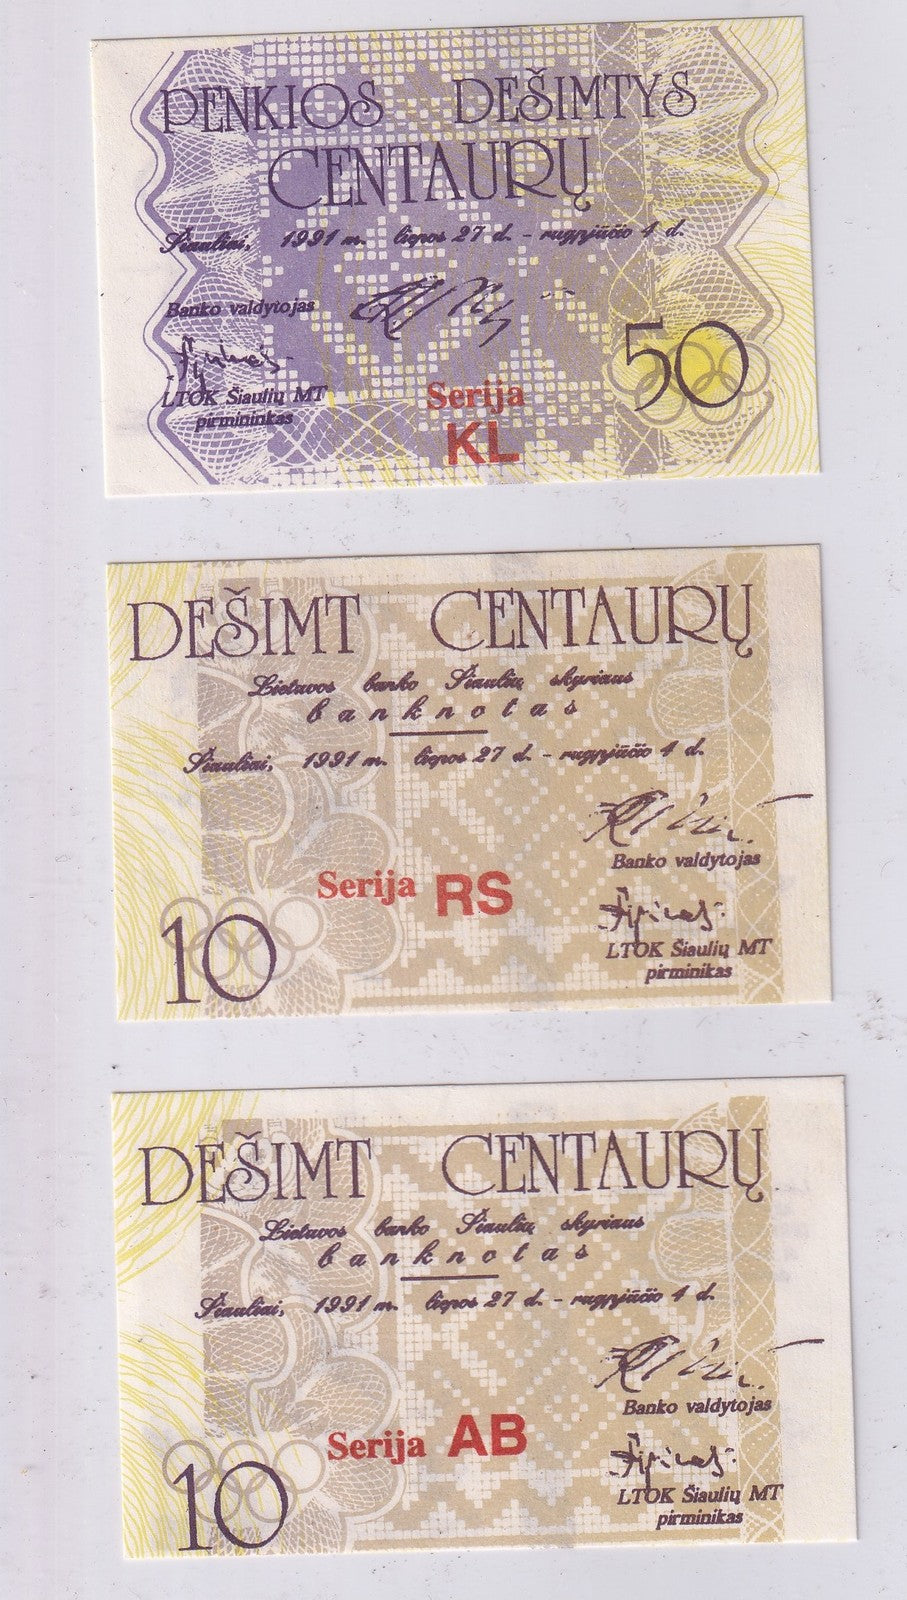 PENKIOS DEŠIMTYS
CENTAURŲ
Šiauliai, 1991 m. liepos 27 d. - rugpjūčio 4 d.
Banko valdytojas
LTOK Šiaulių MT
pirmininkas
50
Serija
KL
DEŠIMT CENTAURŲ
Lietuvos banko Šiaulių skyriaus
banknotas
Šiauliai, 1991 m. liepos 27 d. - rugpjūčio 4 d.
Banko valdytojas
Serija RS
LTOK Šiaulių MT
pirminikas
10
DEŠIMT CENTAURŲ
Lietuvos banko Šiaulių skyriaus
banknotas
Šiauliai, 1991 m. liepos 27 d. - rugpjūčio 4 d.
Banko valdytojas
Serija AB
LTOK Šiaulių MT
pirminikas
10